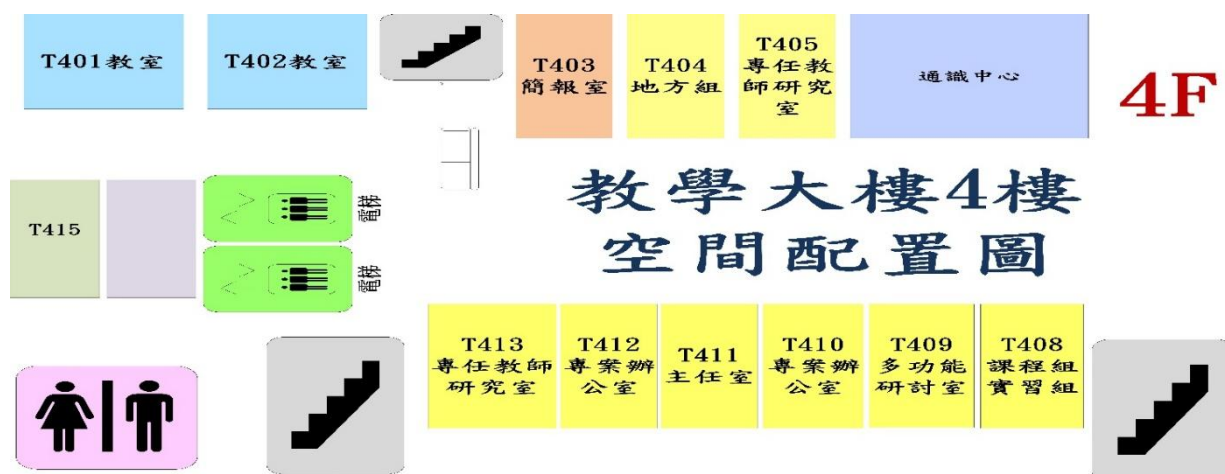 T401教室
T402教室
T403
簡報室
T404
地方組
T405
專任教
師研究
室
通識中心
4F
教學大樓4樓
空間配置圖
T415
電梯
電梯
T413
專任教師
研究室
T412
專案辦
公室
T411
主任室
T410
專案辦
公室
T409
多功能
研討室
T408
課程組
實習組